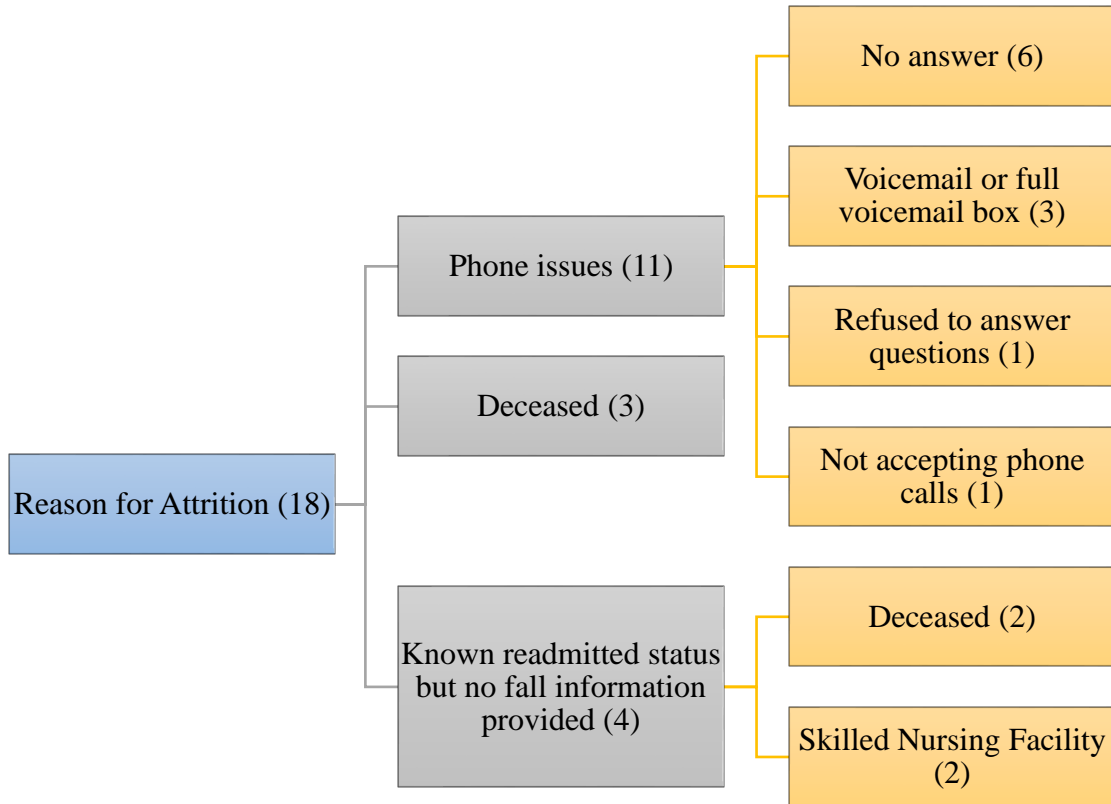 Reason for Attrition (18)
Phone issues (11)
No answer (6)
Voicemail or full
voicemail box (3)
Refused to answer
questions (1)
Not accepting phone
calls (1)
Deceased (3)
Known readmitted status
but no fall information
provided (4)
Deceased (2)
Skilled Nursing Facility
(2)